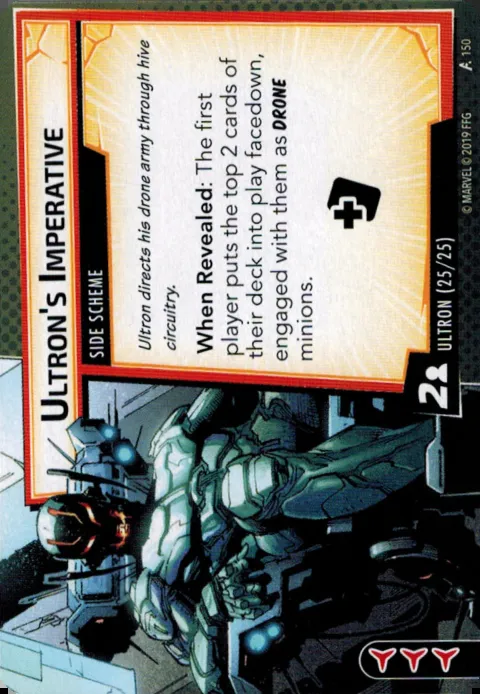 ULTRON'S IMPERATIVE
SIDE SCHEME
Ultron directs his drone army through hive
circuitry.
When Revealed: The first
player puts the top 2 cards of
their deck into play facedown,
engaged with them as DRONE
minions.
2
ULTRON (25/25)
© MARVEL © 2019 FFG
150